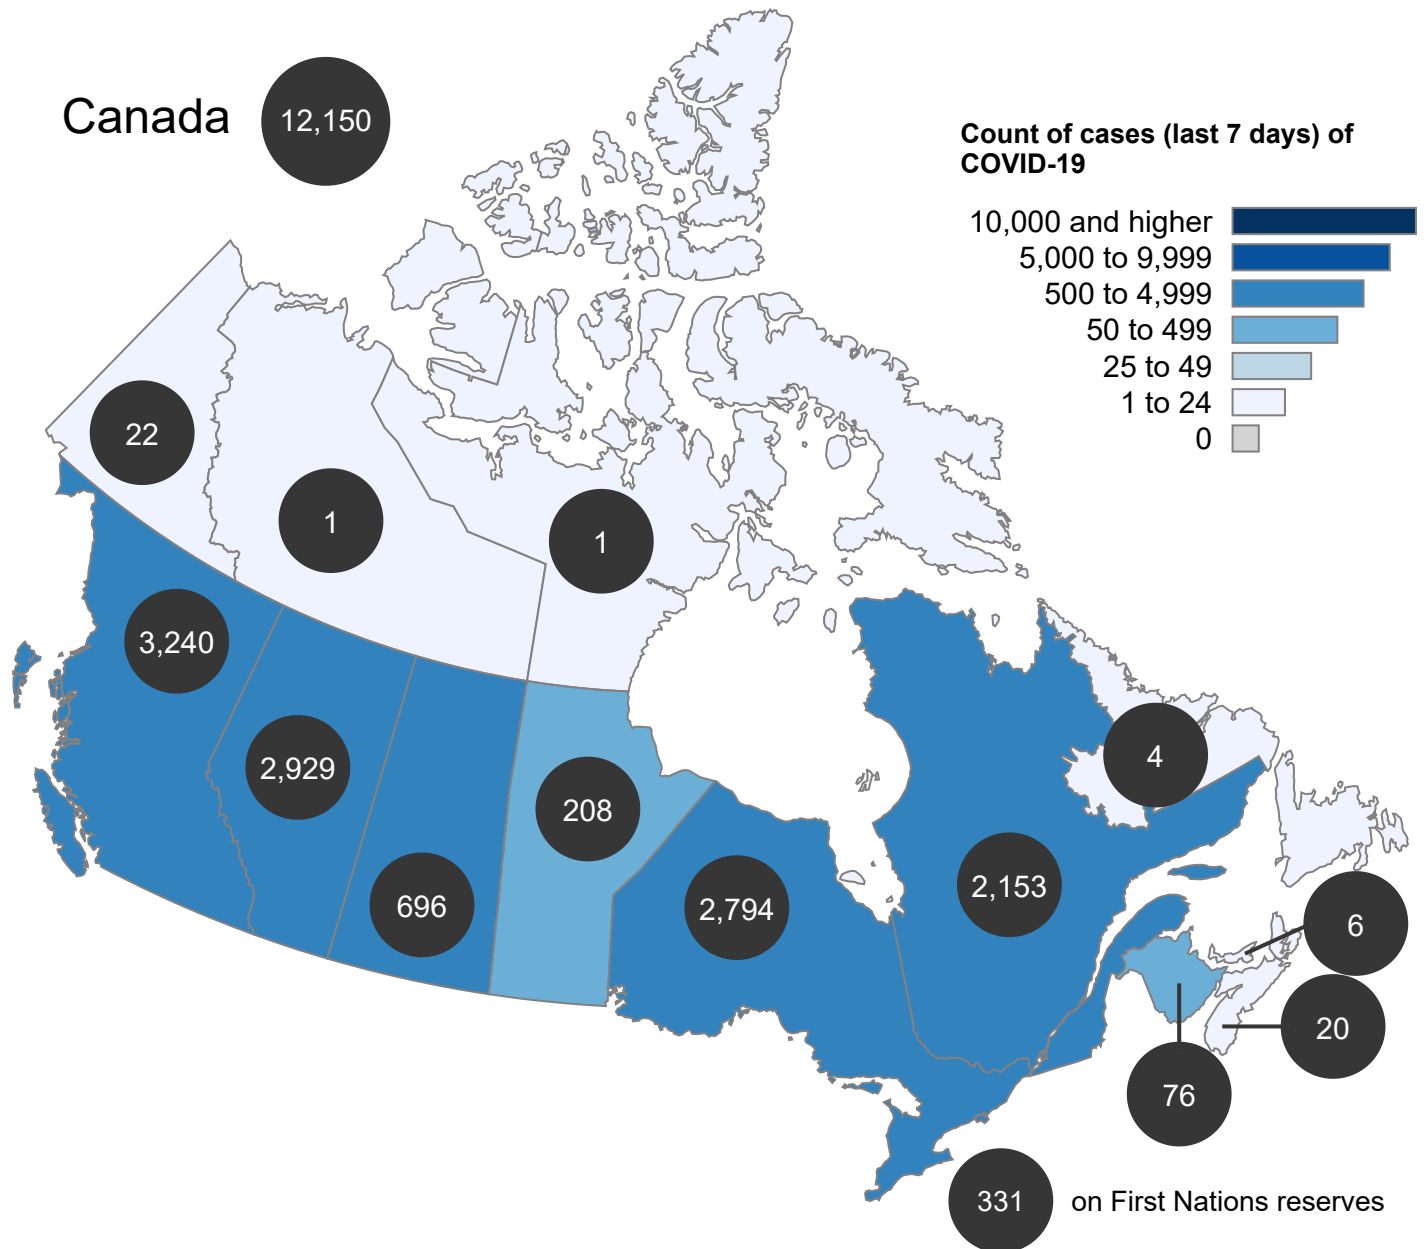 Canada
12,150
Count of cases (last 7 days) of
COVID-19
10,000 and higher
5,000 to 9,999
500 to 4,999
50 to 499
25 to 49
1 to 24
0
22
1
1
3,240
2,929
696
208
2,794
2,153
4
6
20
76
331
on First Nations reserves